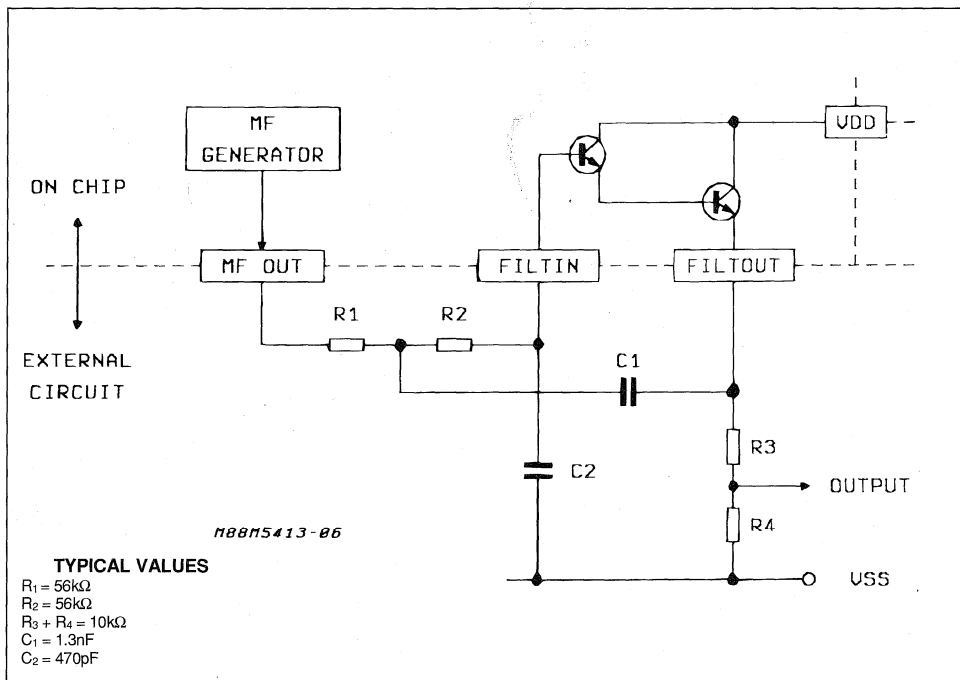 MF
GENERATOR
VDD
ON CHIP
MF OUT
FILTIN
FILTOUT
R1
R2
EXTERNAL
CIRCUIT
C1
R3
C2
OUTPUT
R4
M88M5413-06
VSS
TYPICAL VALUES
R1 = 56kΩ
R2 = 56kΩ
R3 + R4 = 10kΩ
C1 = 1.3nF
C2 = 470pF